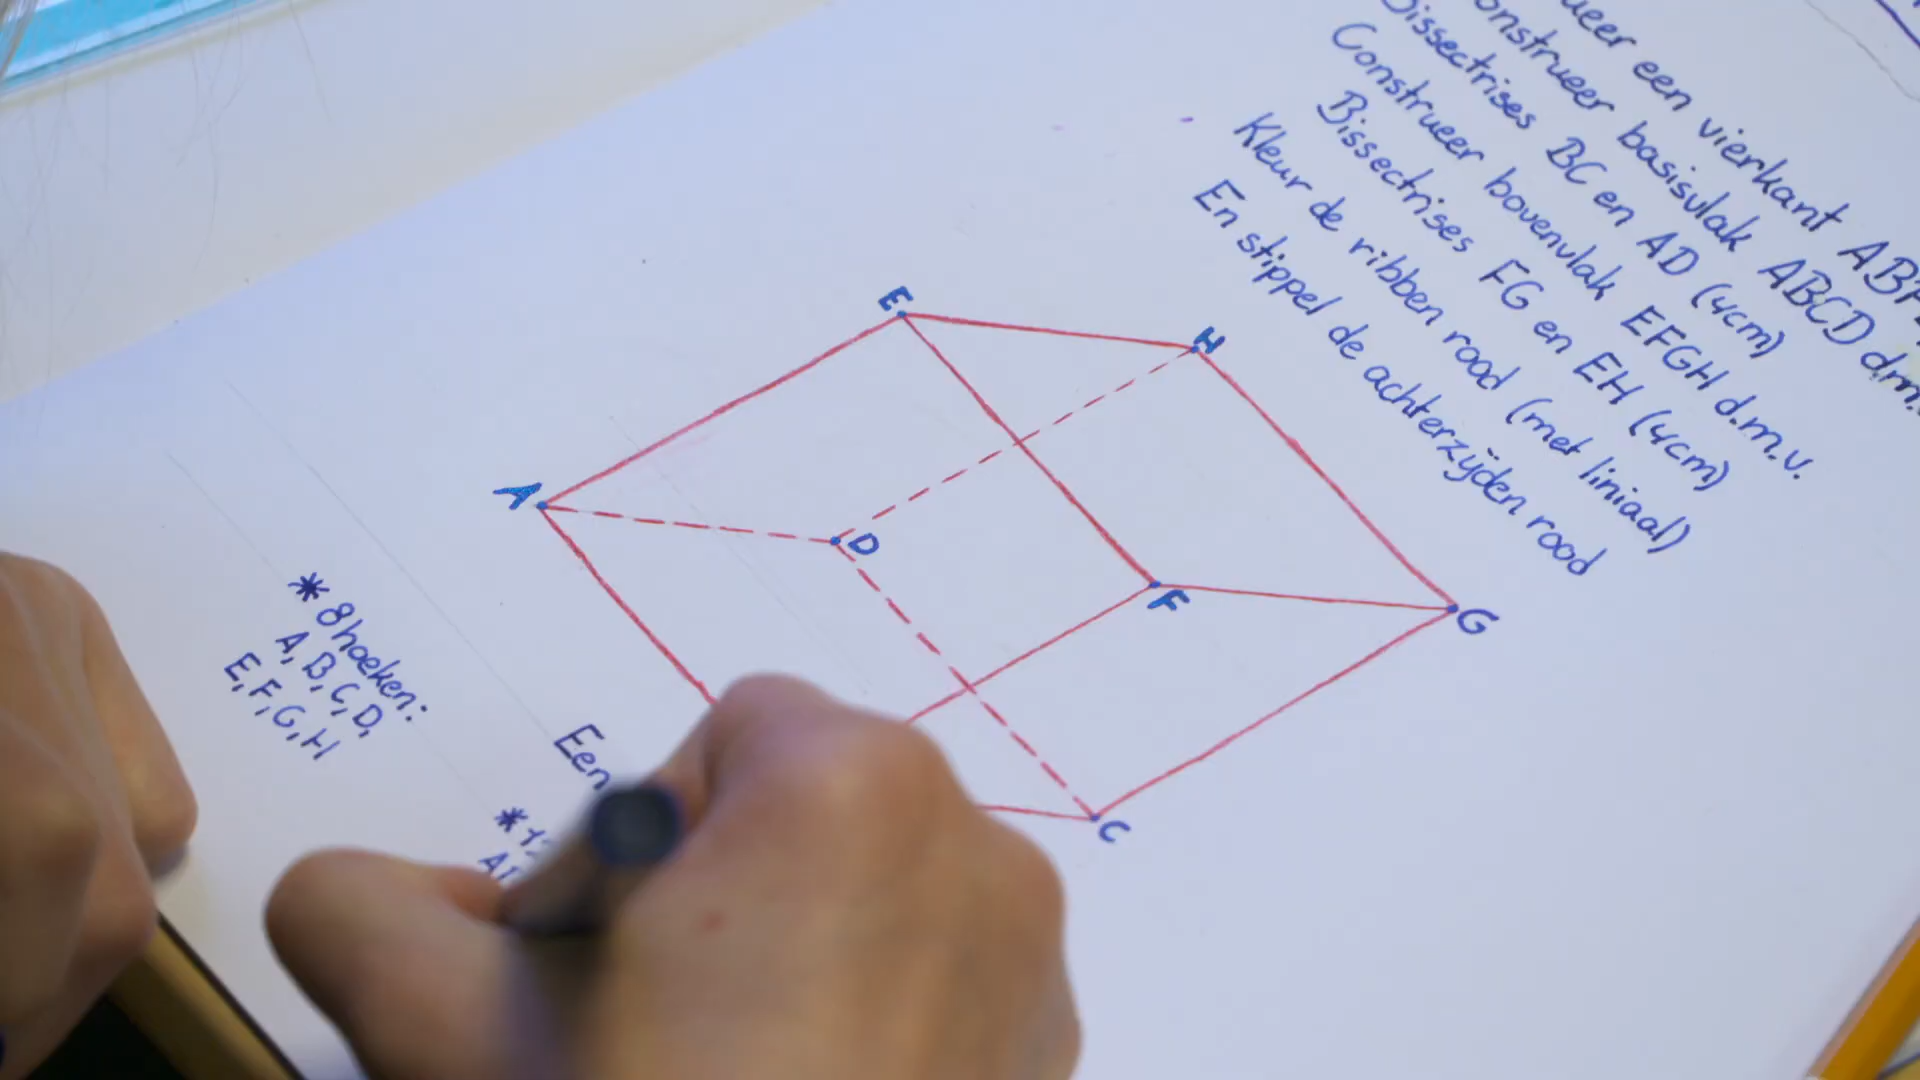 een vierkant ABF
construeer basisvlak ABCD d.m.v.
Bissectrises BC en AD (4cm)
Construeer bovenvlak EFGH d.m.v.
Bissectrises FG en EH (4cm)
Kleur de ribben rood (met liniaal)
En stippel de achterzijden rood
E
H
A
D
F
G
C
* 8 hoeken:
A, B, C, D,
E, F, G, H
Een
*